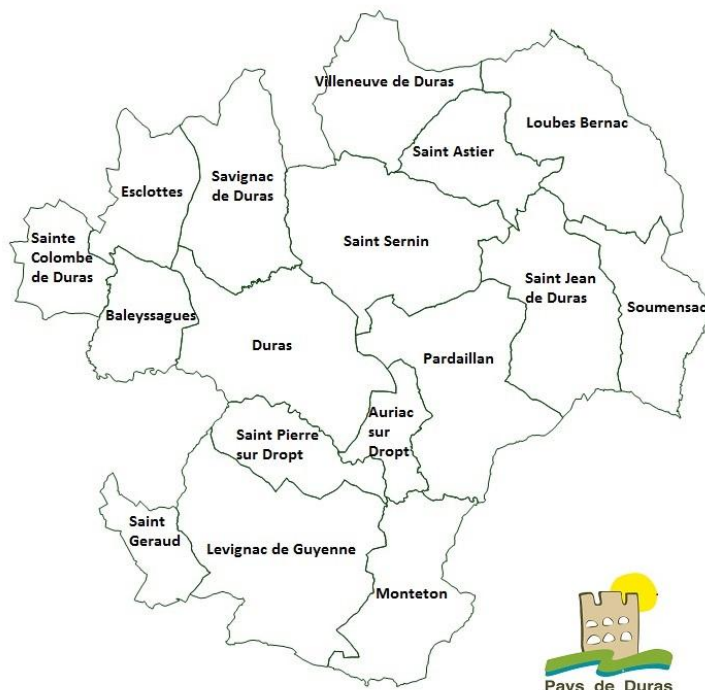 Villeneuve de Duras
Loubes Bernac
Saint Astier
Esclottes
Savignac
de Duras
Sainte
Colombe
de Duras
Saint Sernin
Saint Jean
de Duras
Soumensac
Baleyssagues
Duras
Pardaillan
Auriac
sur
Dropt
Saint Pierre
sur Dropt
Saint
Geraud
Levignac de Guyenne
Monteton
Pays de Duras